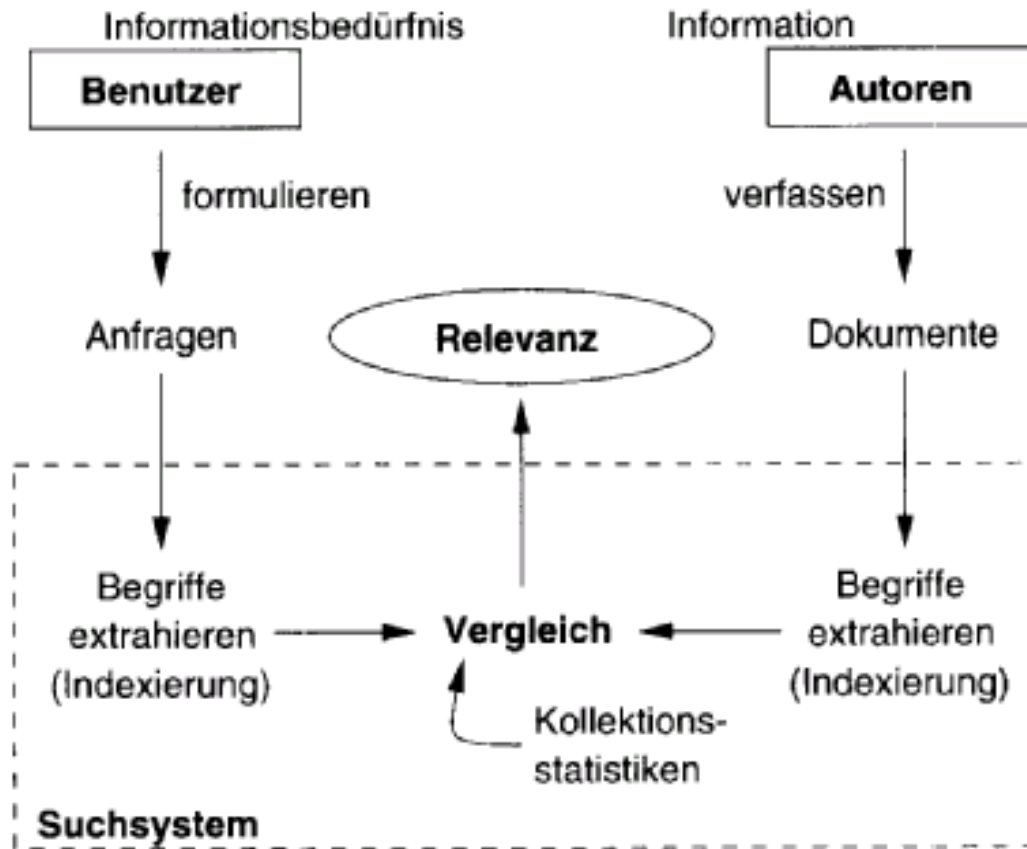 Informationsbedürfnis Information
Benutzer Autoren
formulieren verfassen
Anfragen Relevanz Dokumente
Begriffe
extrahieren
(Indexierung)
Vergleich
Begriffe
extrahieren
(Indexierung)
Kollektions-
statistiken
Suchsystem